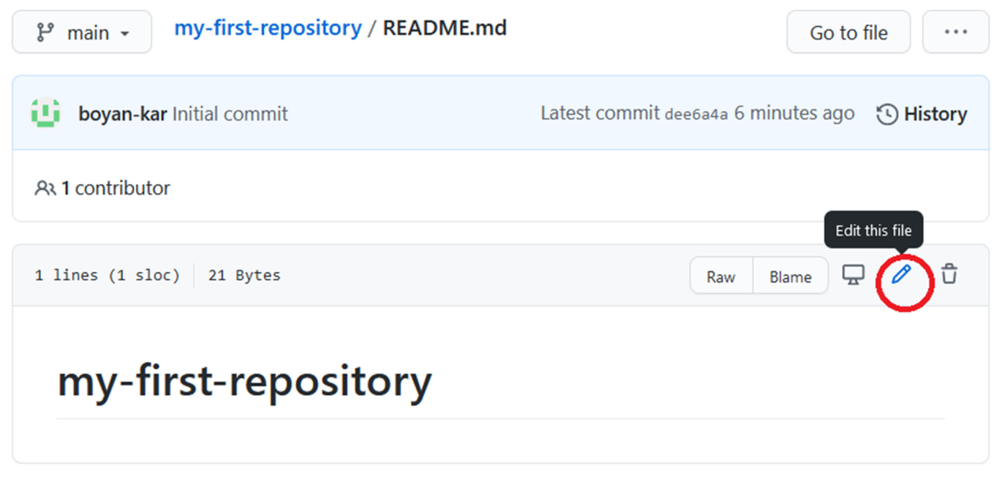 main my-first-repository / README.md Go to file ...
boyan-kar Initial commit Latest commit dee6a4a 6 minutes ago History
1 contributor
Edit this file
1 lines (1 sloc) 21 Bytes Raw Blame
my-first-repository